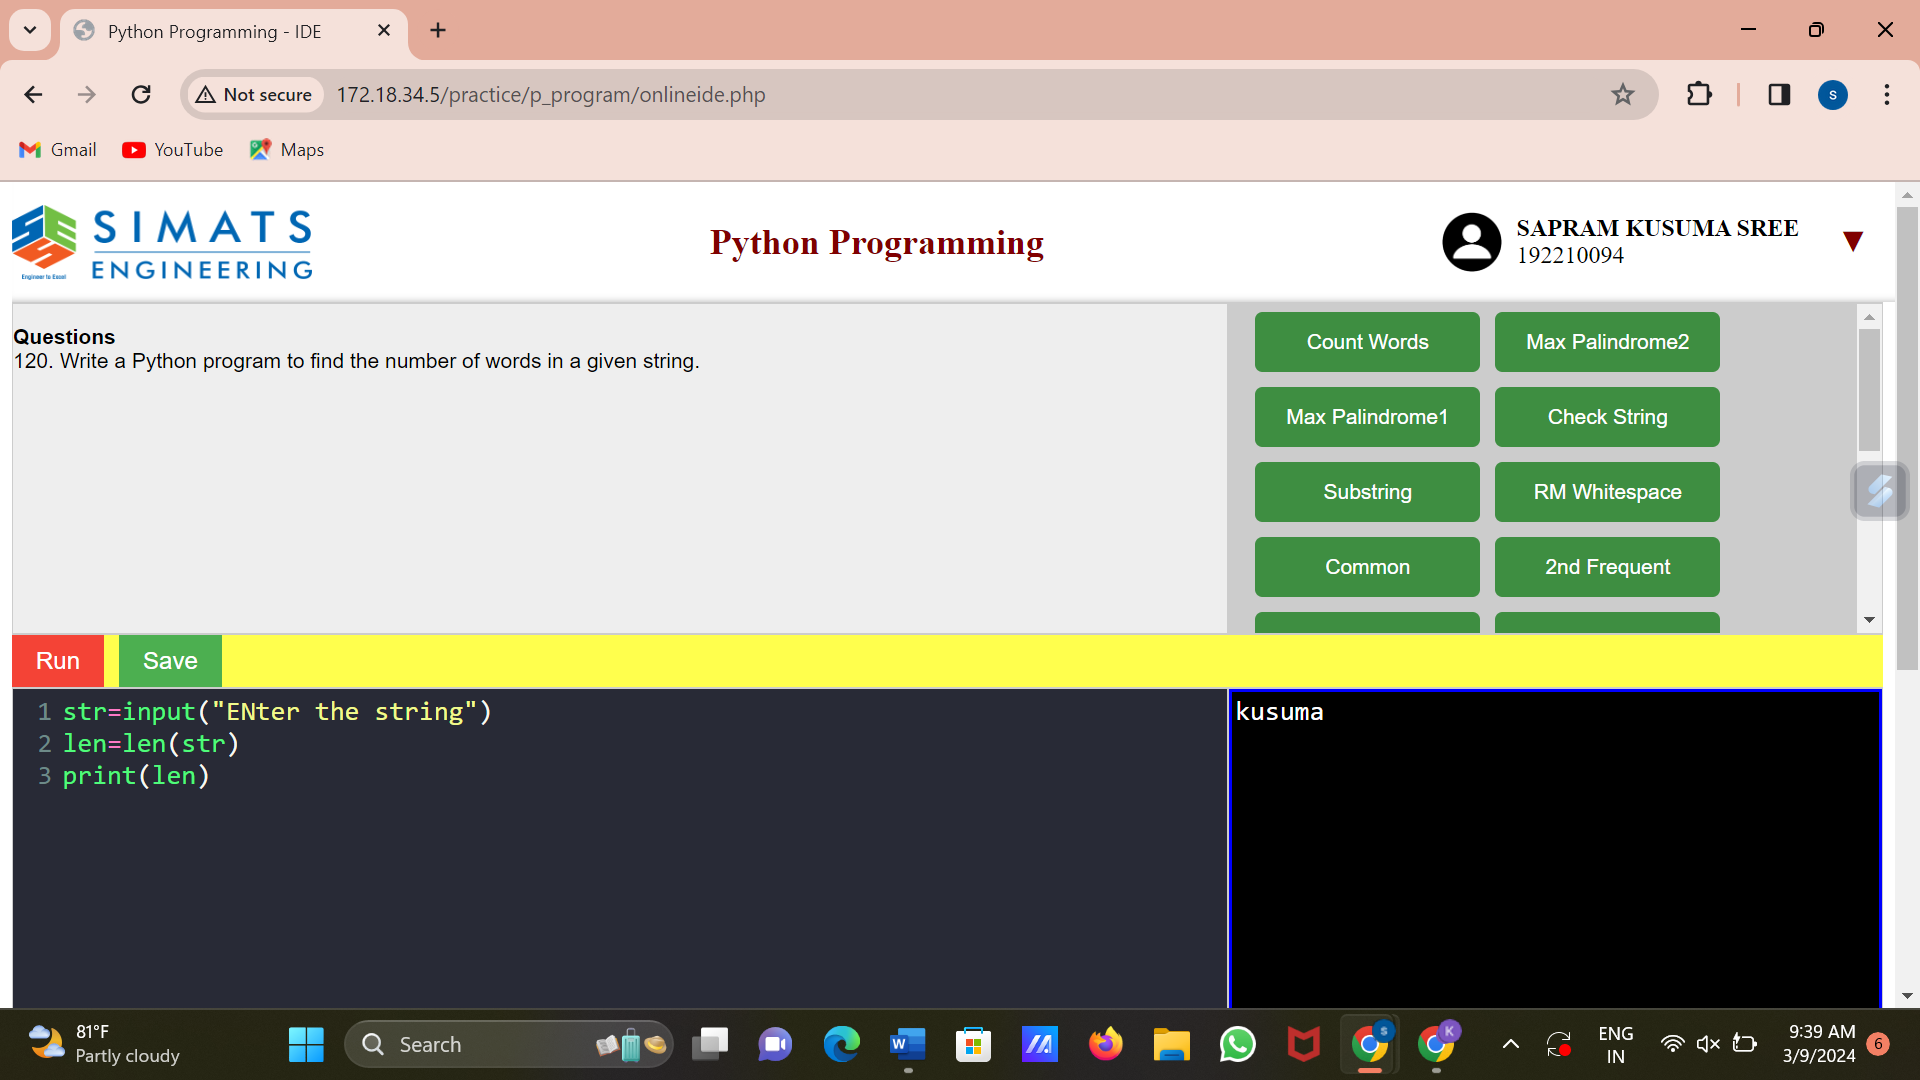 Python Programming - IDE
Not secure
172.18.34.5/practice/p_program/onlineide.php
S
Gmail
YouTube
Maps
SIMATS
ENGINEERING
Engineer to Excel
Python Programming
SAPRAM KUSUMA SREE
192210094
Questions
120. Write a Python program to find the number of words in a given string.
Count Words
Max Palindrome2
Max Palindrome1
Check String
Substring
RM Whitespace
Common
2nd Frequent
Run
Save
1 str=input("ENter the string")
2 len=len(str)
3 print(len)
kusuma
81°F
Partly cloudy
Search
W
S
K
ENG
IN
9:39 AM
3/9/2024
6